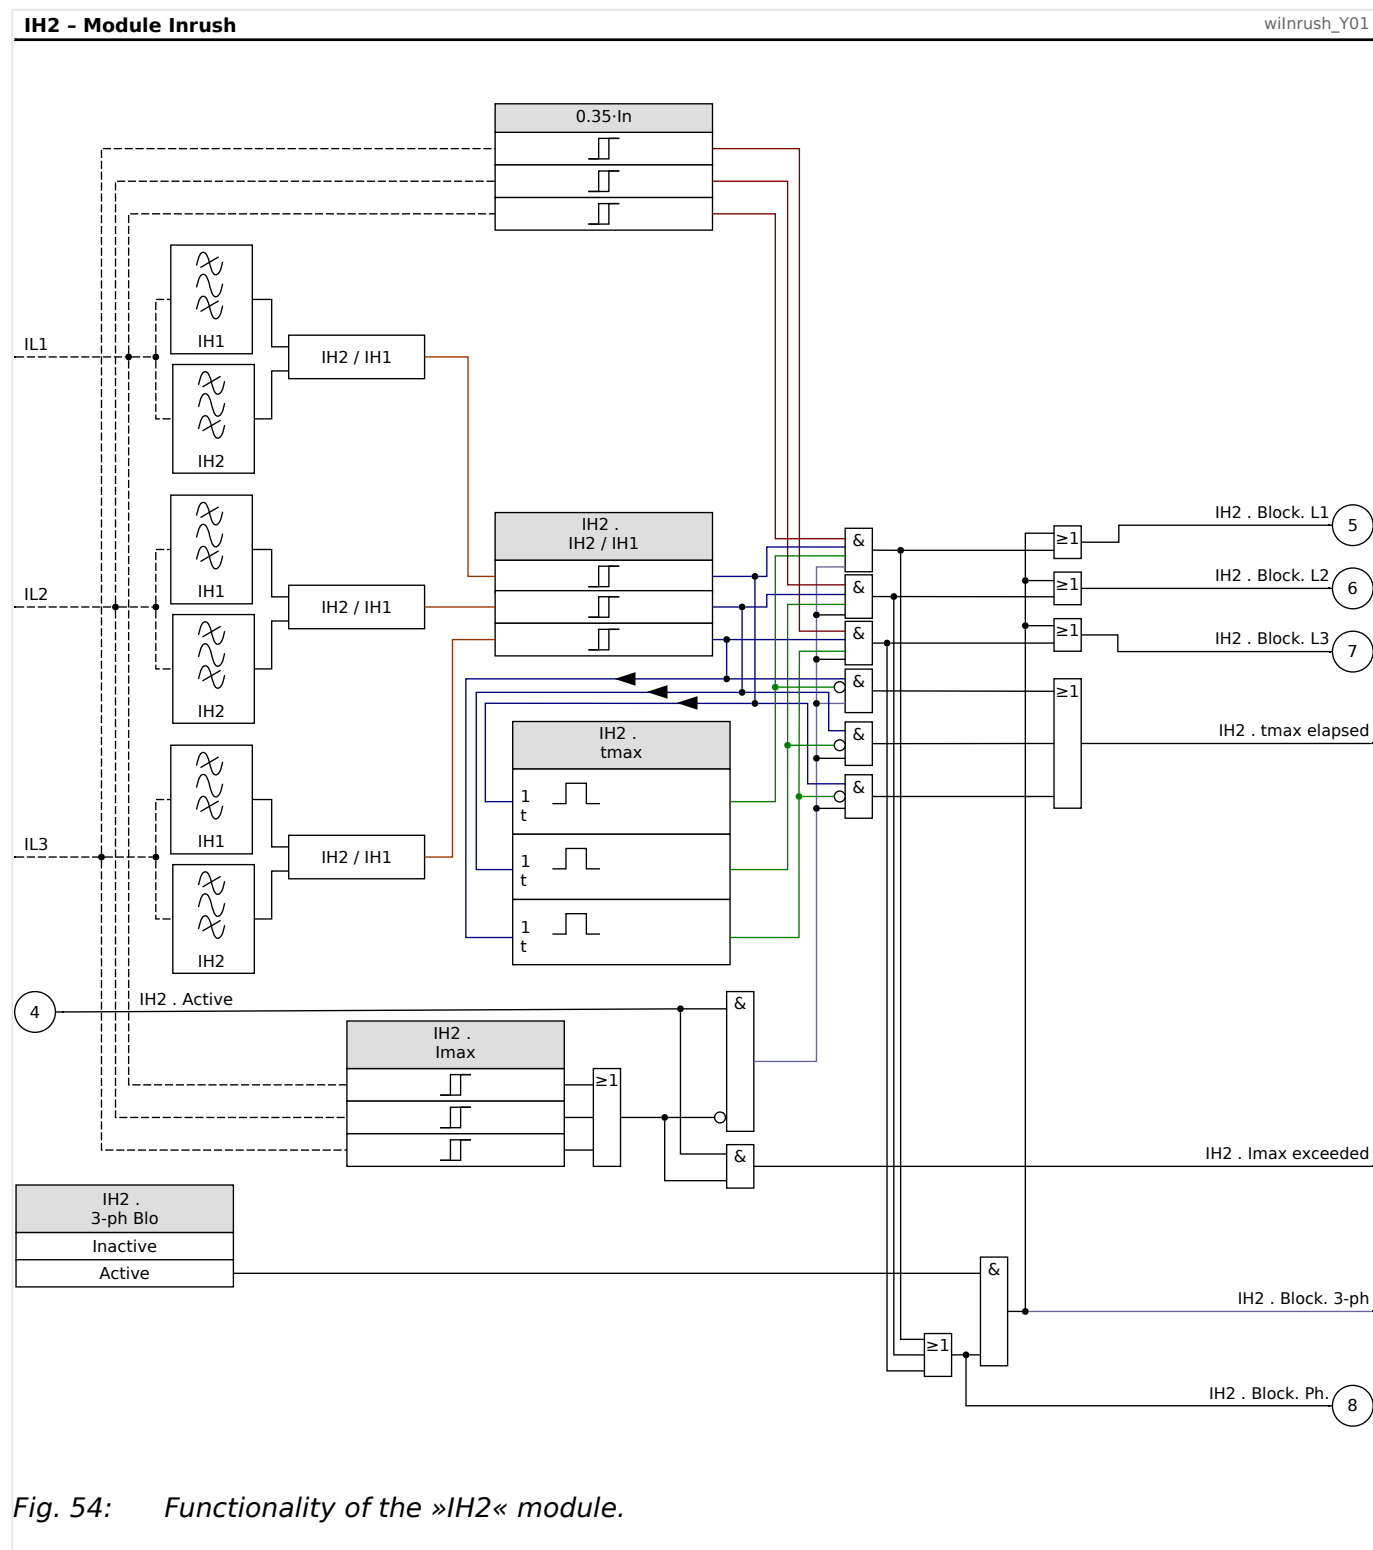 IH2 – Module Inrush
wiInrush_Y01
0.35·In
IH1
IL1
IH2 / IH1
IH2
IH1
IL2
IH2 / IH1
IH2
IH1
IL3
IH2 / IH1
IH2
IH2 .
IH2 / IH1
&
&
&
&
&
&
≥1
≥1
≥1
≥1
IH2 . Block. L1
5
IH2 . Block. L2
6
IH2 . Block. L3
7
IH2 . tmax elapsed
IH2 .
tmax
1
t
1
t
1
t
4
IH2 . Active
&
IH2 .
Imax
≥1
&
IH2 . Imax exceeded
IH2 .
3-ph Blo
Inactive
Active
&
IH2 . Block. 3-ph
≥1
IH2 . Block. Ph.
8
Fig. 54: Functionality of the »IH2« module.